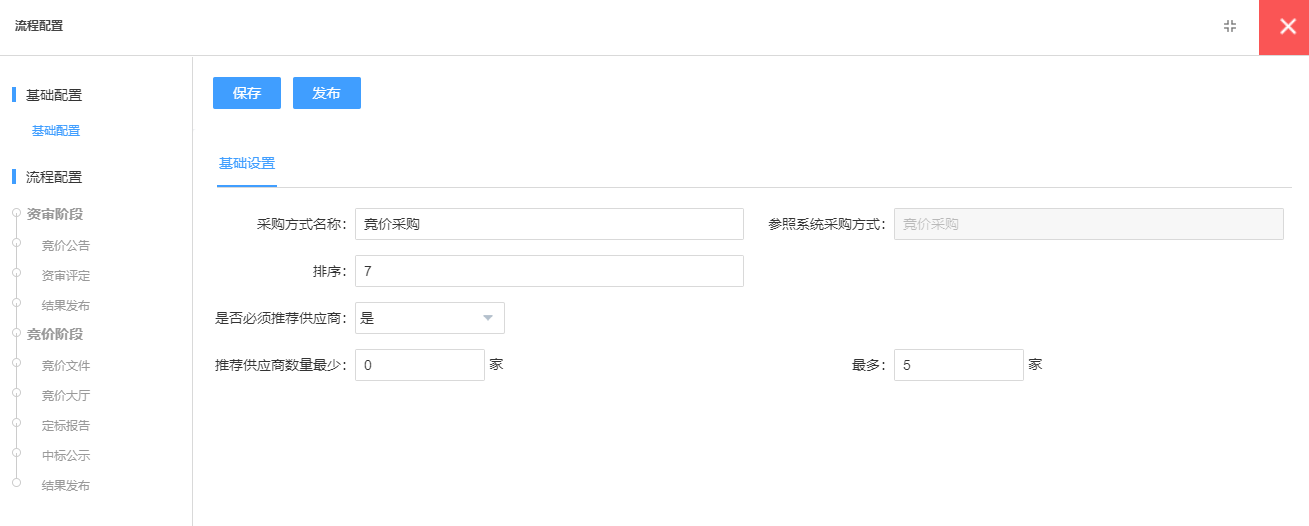 流程配置
基础配置
基础配置
流程配置
资审阶段
竞价公告
资审评定
结果发布
竞价阶段
竞价文件
竞价大厅
定标报告
中标公示
结果发布
保存 发布
基础设置
采购方式名称: 竞价采购 参照系统采购方式: 竞价采购
排序: 7
是否必须推荐供应商: 是
推荐供应商数量最少: 0 家 最多: 5 家